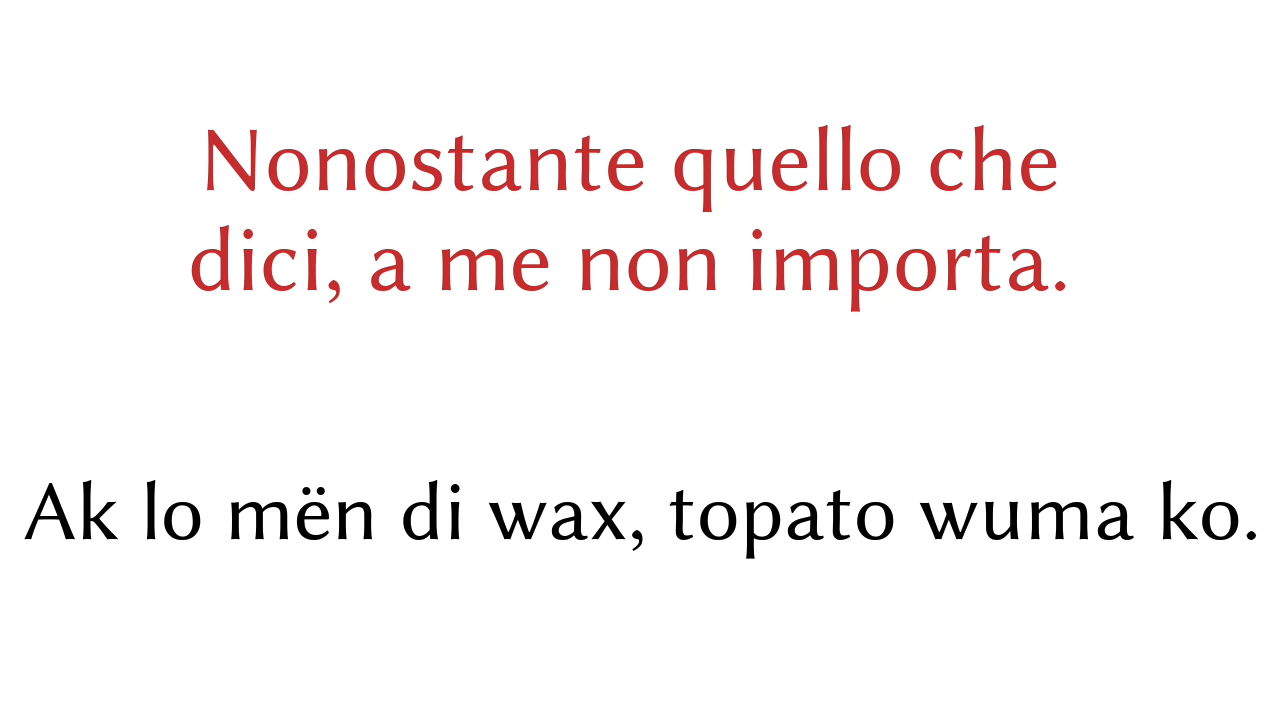 Nonostante quello che
dici, a me non importa.
Ak lo mën di wax, topato wuma ko.